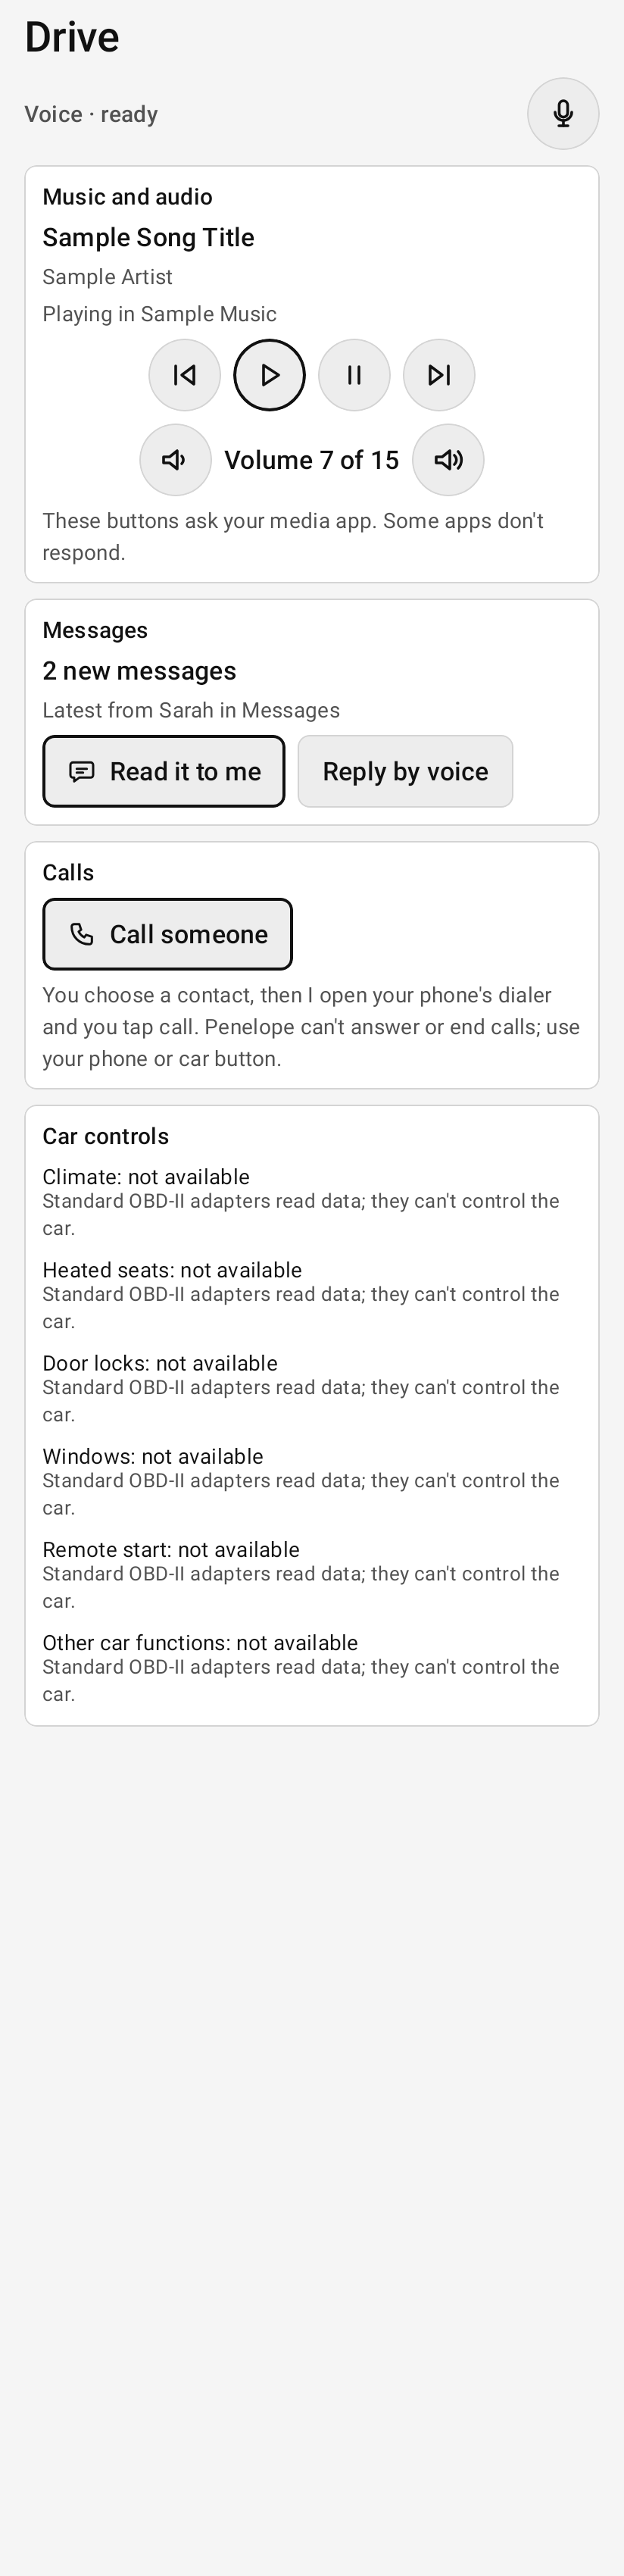 Drive
Voice · ready
Music and audio
Sample Song Title
Sample Artist
Playing in Sample Music
Volume 7 of 15
These buttons ask your media app. Some apps don't
respond.
Messages
2 new messages
Latest from Sarah in Messages
Read it to me
Reply by voice
Calls
Call someone
You choose a contact, then I open your phone's dialer
and you tap call. Penelope can't answer or end calls; use
your phone or car button.
Car controls
Climate: not available
Standard OBD-II adapters read data; they can't control the
car.
Heated seats: not available
Standard OBD-II adapters read data; they can't control the
car.
Door locks: not available
Standard OBD-II adapters read data; they can't control the
car.
Windows: not available
Standard OBD-II adapters read data; they can't control the
car.
Remote start: not available
Standard OBD-II adapters read data; they can't control the
car.
Other car functions: not available
Standard OBD-II adapters read data; they can't control the
car.